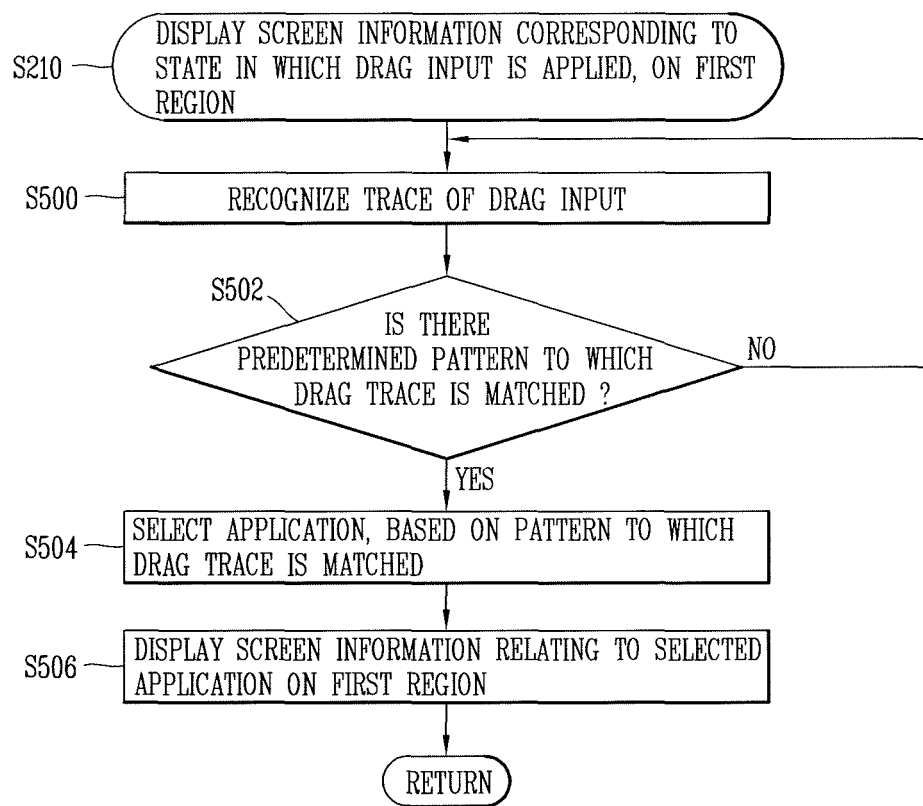 S210
DISPLAY SCREEN INFORMATION CORRESPONDING TO
STATE IN WHICH DRAG INPUT IS APPLIED, ON FIRST
REGION
S500
RECOGNIZE TRACE OF DRAG INPUT
S502
IS THERE
PREDETERMINED PATTERN TO WHICH
DRAG TRACE IS MATCHED ?
NO
YES
S504
SELECT APPLICATION, BASED ON PATTERN TO WHICH
DRAG TRACE IS MATCHED
S506
DISPLAY SCREEN INFORMATION RELATING TO SELECTED
APPLICATION ON FIRST REGION
RETURN